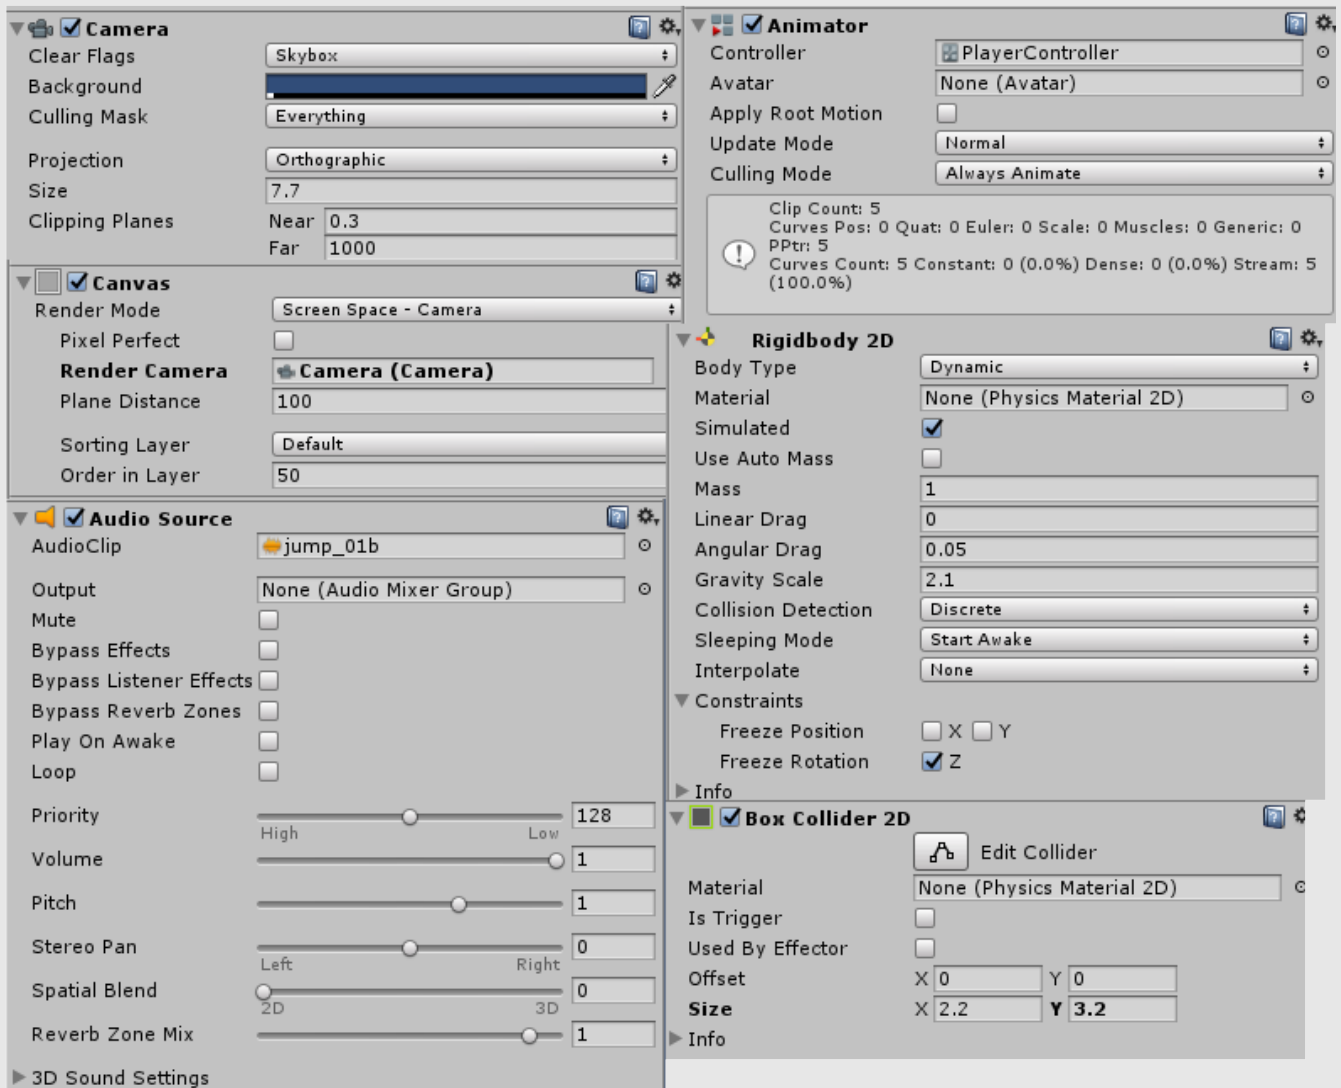 Camera
Clear Flags Skybox
Background
Culling Mask Everything
Projection Orthographic
Size 7.7
Clipping Planes Near 0.3
Far 1000
Canvas
Render Mode Screen Space - Camera
Pixel Perfect
Render Camera Camera (Camera)
Plane Distance 100
Sorting Layer Default
Order in Layer 50
Audio Source
AudioClip jump_01b
Output None (Audio Mixer Group)
Mute
Bypass Effects
Bypass Listener Effects
Bypass Reverb Zones
Play On Awake
Loop
Priority 128
High Low
Volume 1
Pitch 1
Stereo Pan 0
Left Right
Spatial Blend 0
2D 3D
Reverb Zone Mix 1
3D Sound Settings
Animator
Controller PlayerController
Avatar None (Avatar)
Apply Root Motion
Update Mode Normal
Culling Mode Always Animate
Clip Count: 5
Curves Pos: 0 Quat: 0 Euler: 0 Scale: 0 Muscles: 0 Generic: 0
PPtr: 5
Curves Count: 5 Constant: 0 (0.0%) Dense: 0 (0.0%) Stream: 5
(100.0%)
Rigidbody 2D
Body Type Dynamic
Material None (Physics Material 2D)
Simulated
Use Auto Mass
Mass 1
Linear Drag 0
Angular Drag 0.05
Gravity Scale 2.1
Collision Detection Discrete
Sleeping Mode Start Awake
Interpolate None
Constraints
Freeze Position X Y
Freeze Rotation Z
Info
Box Collider 2D
Edit Collider
Material None (Physics Material 2D)
Is Trigger
Used By Effector
Offset X 0 Y 0
Size X 2.2 Y 3.2
Info